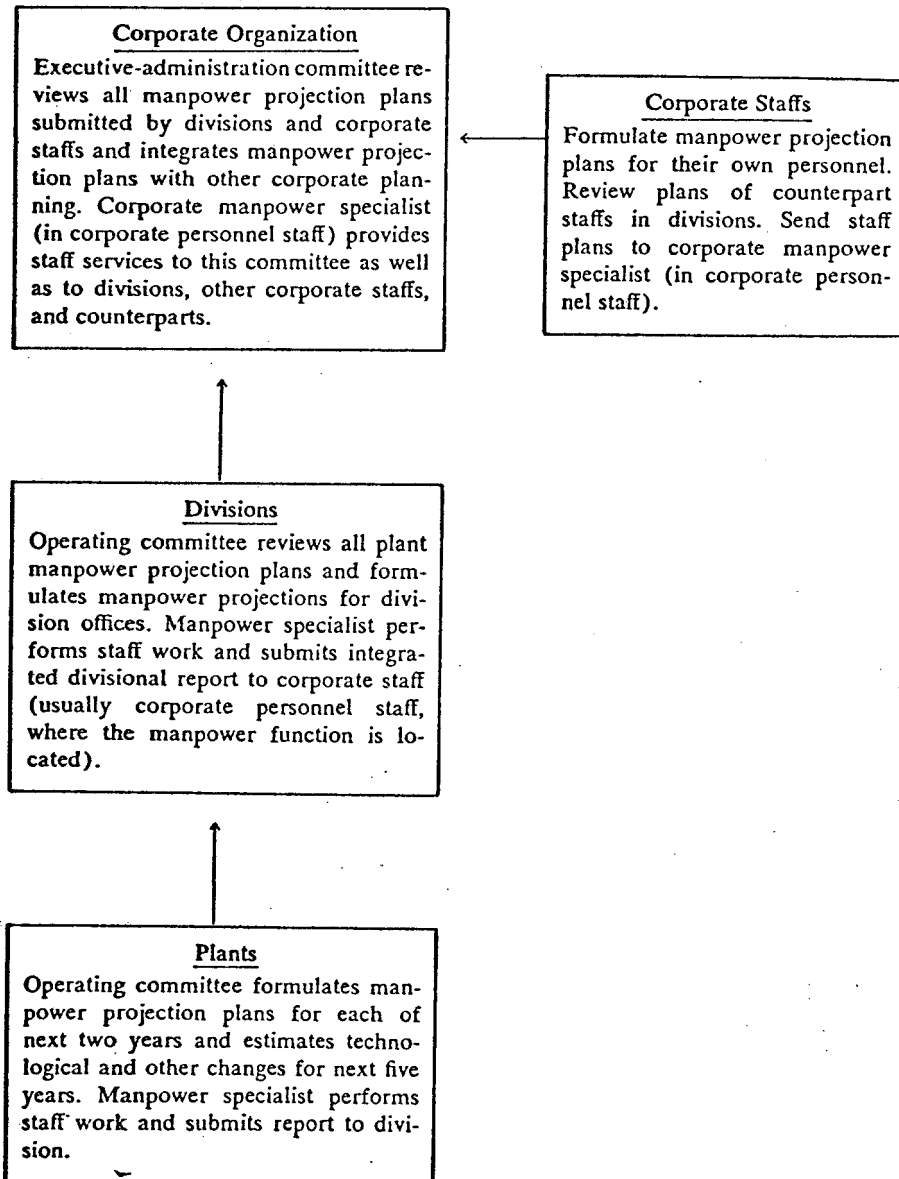 Corporate Organization
Executive-administration committee re-
views all manpower projection plans
submitted by divisions and corporate
staffs and integrates manpower projec-
tion plans with other corporate plan-
ning. Corporate manpower specialist
(in corporate personnel staff) provides
staff services to this committee as well
as to divisions, other corporate staffs,
and counterparts.
Corporate Staffs
Formulate manpower projection
plans for their own personnel.
Review plans of counterpart
staffs in divisions. Send staff
plans to corporate manpower
specialist (in corporate person-
nel staff).
Divisions
Operating committee reviews all plant
manpower projection plans and form-
ulates manpower projections for divi-
sion offices. Manpower specialist per-
forms staff work and submits integra-
ted divisional report to corporate staff
(usually corporate personnel staff,
where the manpower function is lo-
cated).
Plants
Operating committee formulates man-
power projection plans for each of
next two years and estimates techno-
logical and other changes for next five
years. Manpower specialist performs
staff work and submits report to divi-
sion.